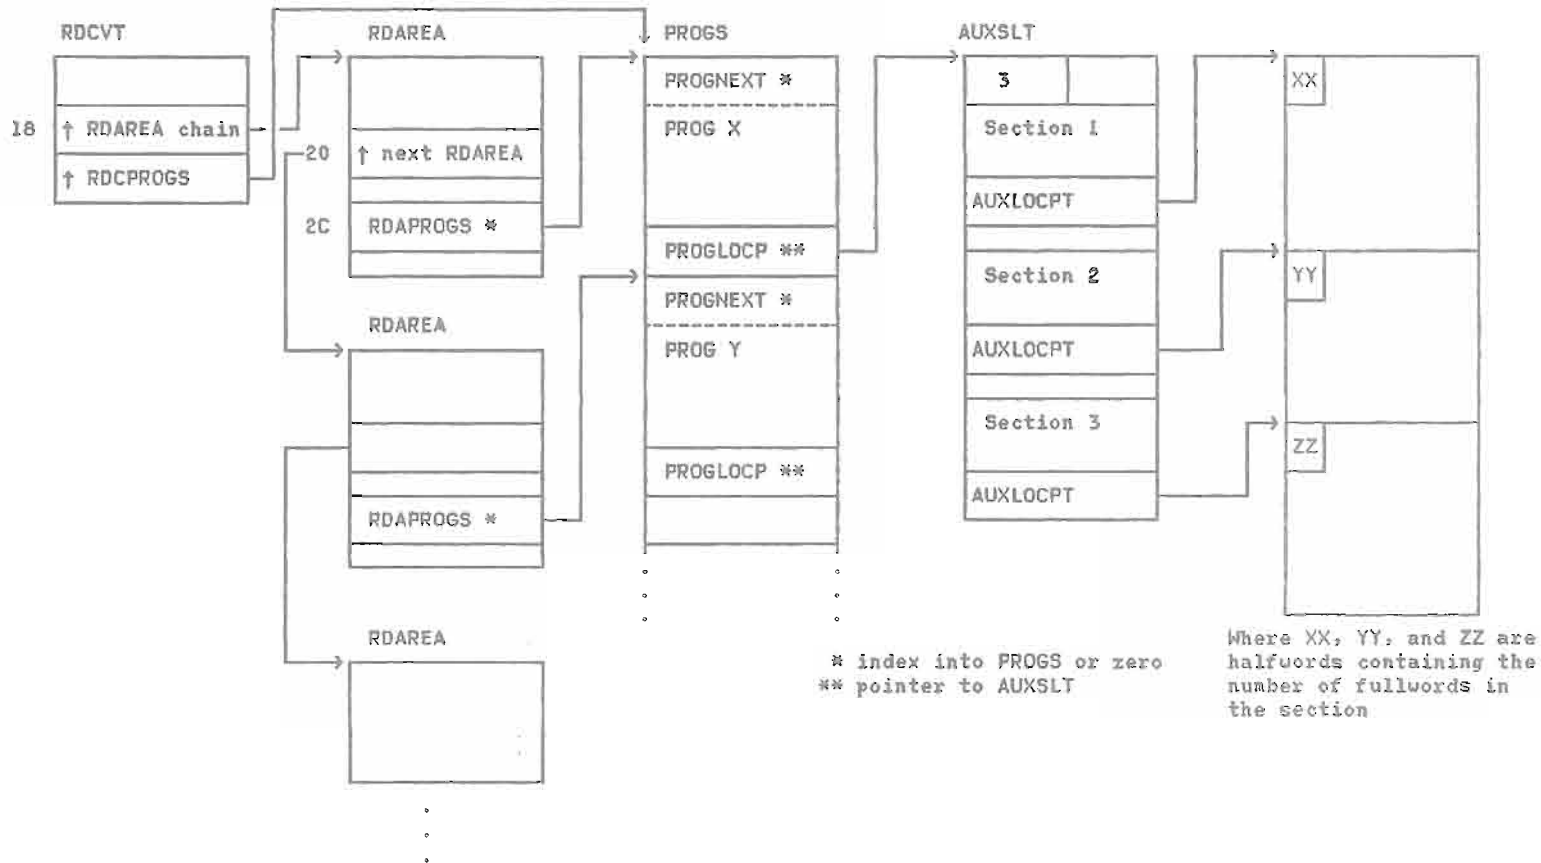 RDCVT
18
↑ RDAREA chain
↑ RDCPROGS
RDAREA
20
↑ next RDAREA
2C
RDAPROGS *
RDAREA
RDAPROGS *
RDAREA
PROGS
PROGNEXT *
PROG X
PROGLOCP **
PROGNEXT *
PROG Y
PROGLOCP **
AUXSLT
3
Section 1
AUXLOCPT
Section 2
AUXLOCPT
Section 3
AUXLOCPT
XX
YY
ZZ
* index into PROGS or zero
** pointer to AUXSLT
Where XX, YY, and ZZ are
halfwords containing the
number of fullwords in
the section